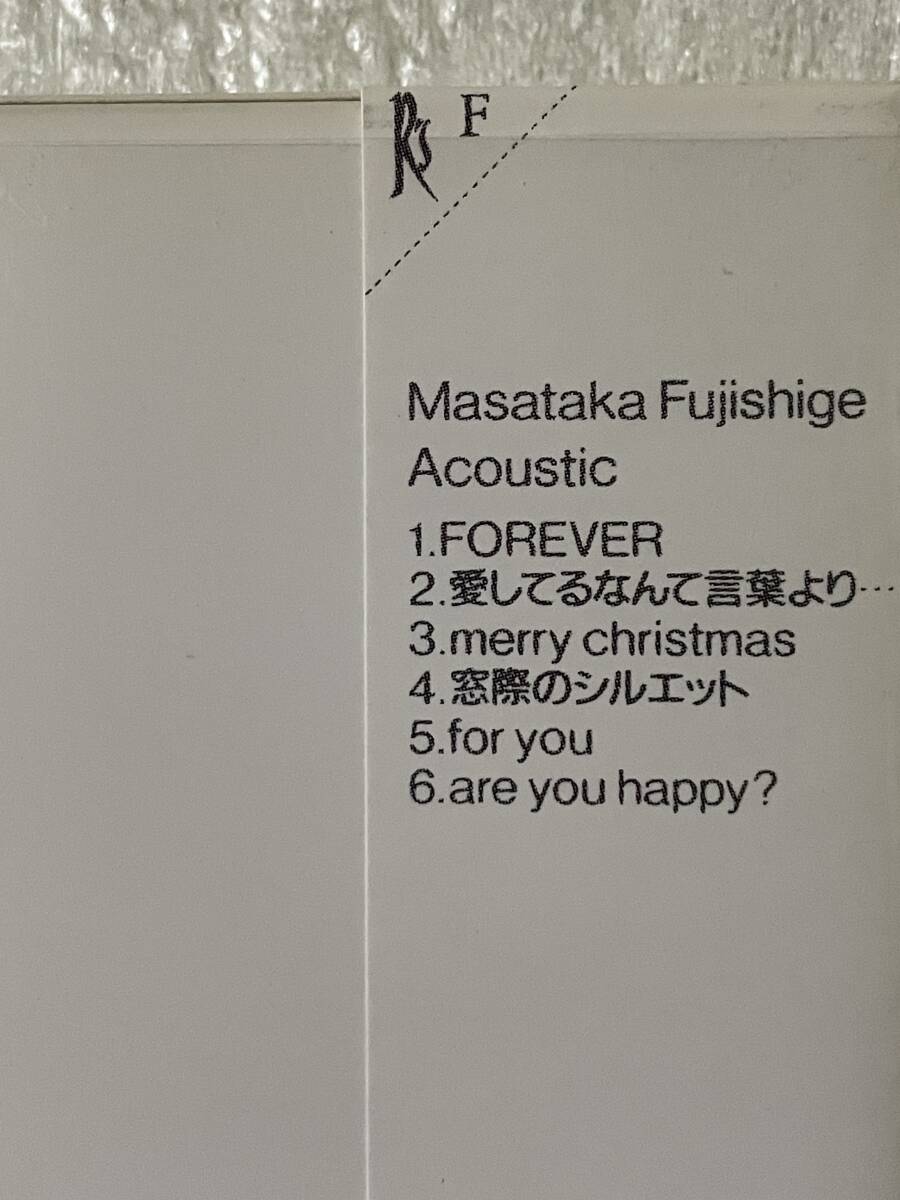 R's F
Masataka Fujishige
Acoustic
1.FOREVER
2.愛してるなんて言葉より…
3.merry christmas
4.窓際のシルエット
5.for you
6.are you happy?